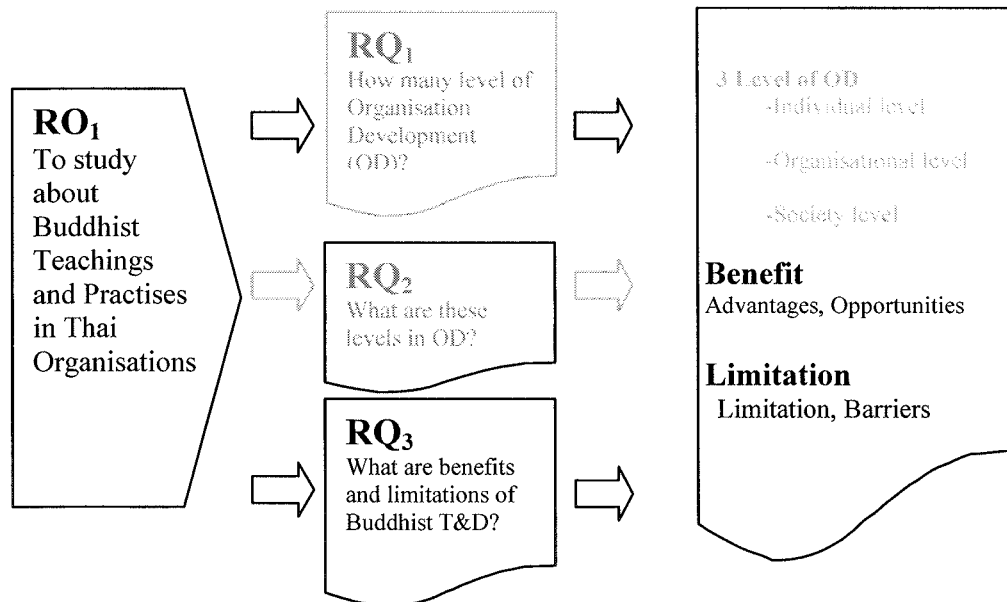 RO₁
To study
about
Buddhist
Teachings
and Practises
in Thai
Organisations
RQ₁
How many level of
Organisation
Development
(OD)?
RQ₂
What are these
levels in OD?
RQ₃
What are benefits
and limitations of
Buddhist T&D?
3 Level of OD
-Individual level
-Organisational level
-Society level
Benefit
Advantages, Opportunities
Limitation
Limitation, Barriers